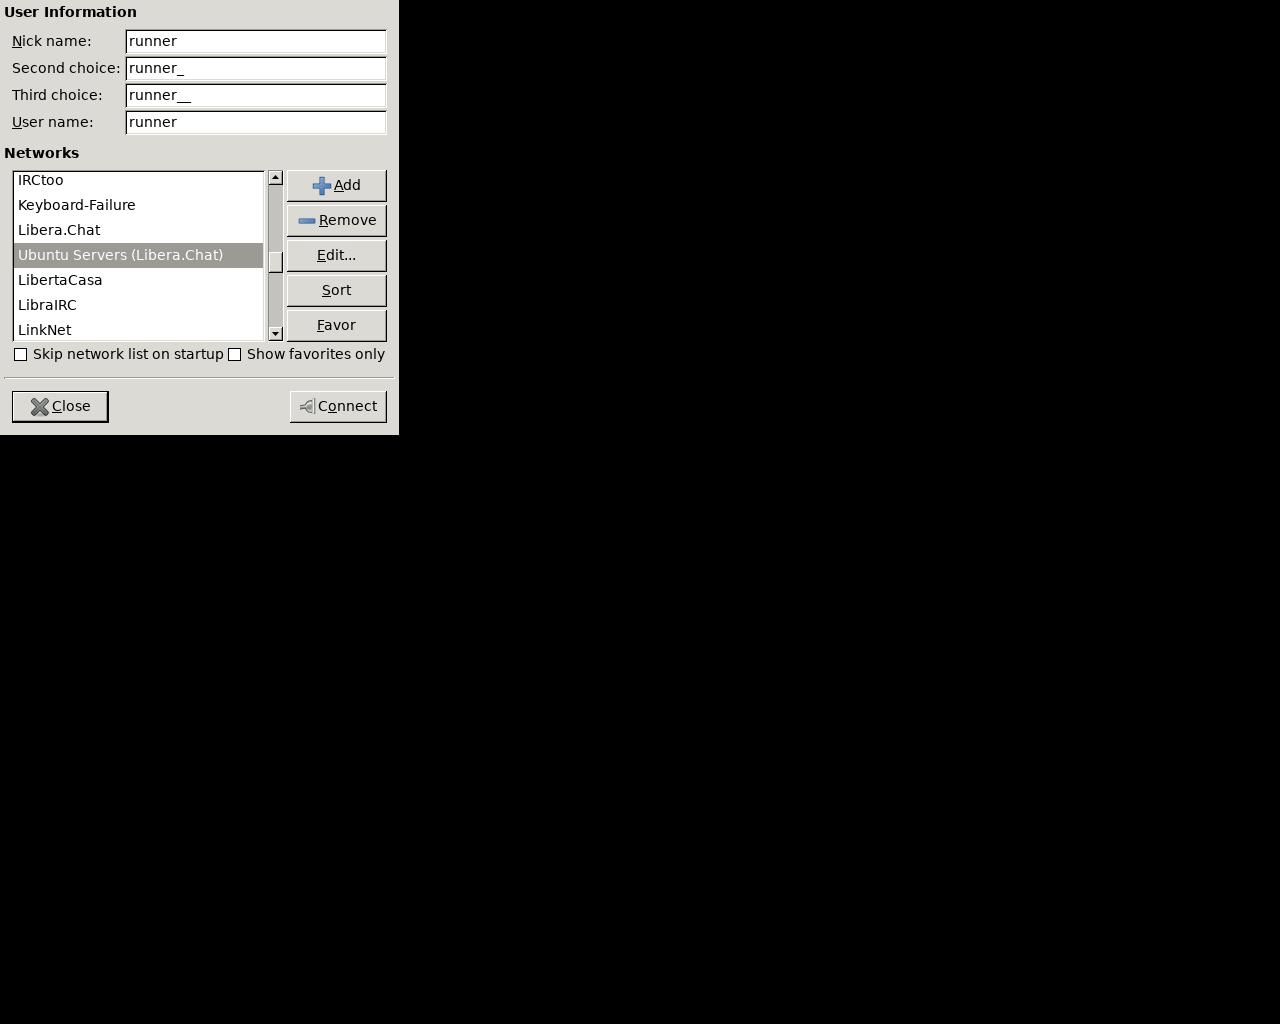 User Information
Nick name: runner
Second choice: runner_
Third choice: runner__
User name: runner
Networks
IRCtoo
Keyboard-Failure
Libera.Chat
Ubuntu Servers (Libera.Chat)
LibertaCasa
LibraIRC
LinkNet
Add
Remove
Edit...
Sort
Favor
Skip network list on startup Show favorites only
Close Connect